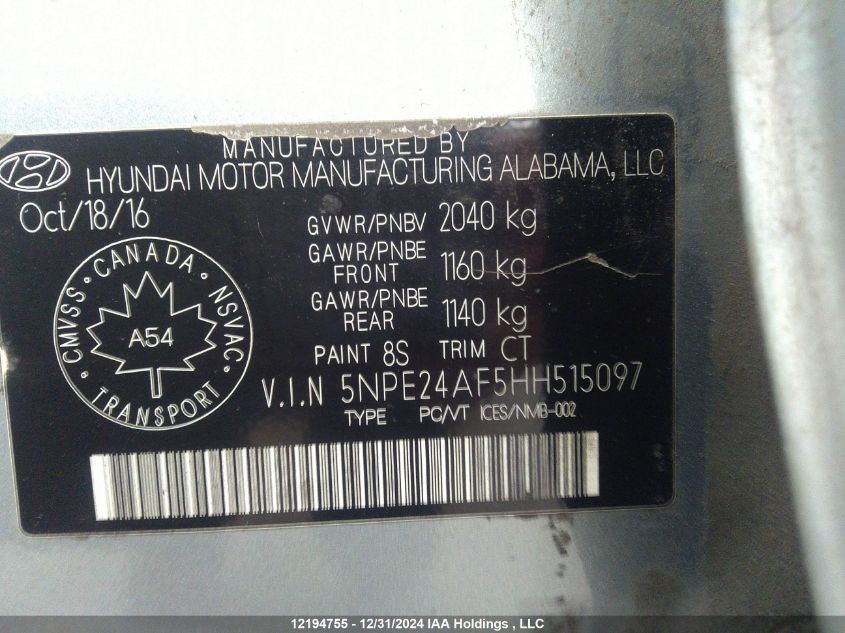 MANUFACTURED BY
HYUNDAI MOTOR MANUFACTURING ALABAMA, LLC
Oct/18/16
GVWR/PNBV 2040 kg
GAWR/PNBE FRONT 1160 kg
GAWR/PNBE REAR 1140 kg
PAINT 8S TRIM CT
V.I.N 5NPE24AF5HH515097
TYPE PC/VT ICES/NMB-002
CMVSS • CANADA • NSVAC • TRANSPORT •
A54
12194755 - 12/31/2024 IAA Holdings , LLC